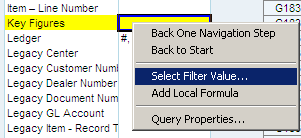 Item – Line Number
Key Figures
Ledger #,
Legacy Center
Legacy Customer Num
Legacy Dealer Numbe
Legacy Document Num
Legacy GL Account
Legacy Item - Record T
Back One Navigation Step
Back to Start
Select Filter Value...
Add Local Formula
Query Properties...
G183
G183